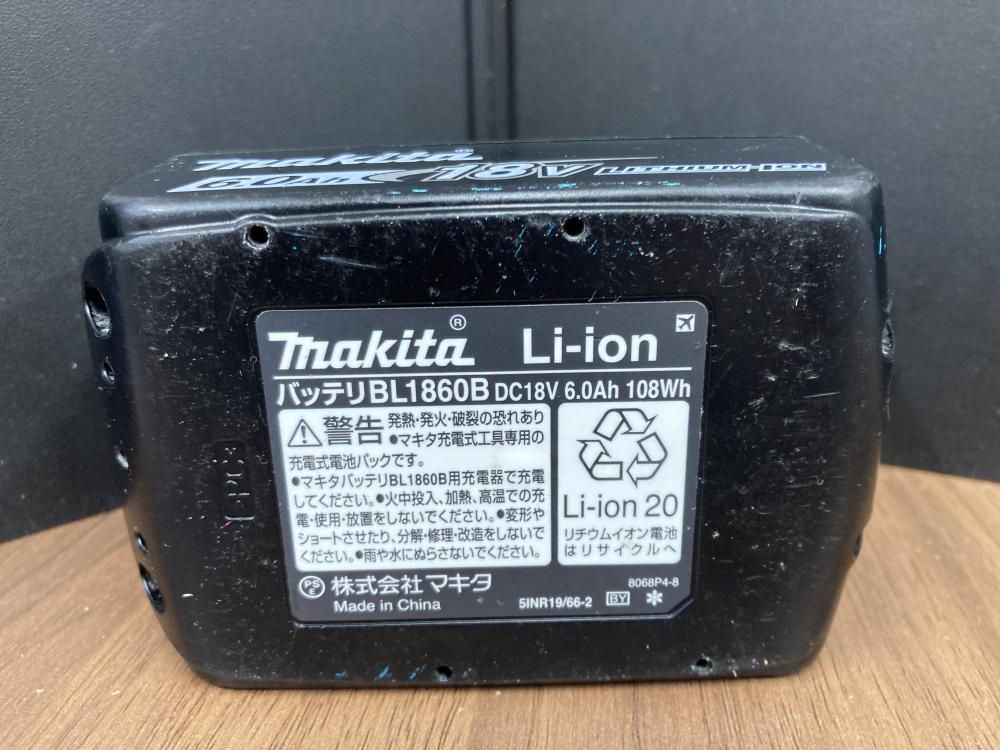 makita®
6.0Ah 18V LITHIUM-ION
makita® Li-ion
バッテリBL1860B DC18V 6.0Ah 108Wh
警告 発熱・発火・破裂の恐れあり
●マキタ充電式工具専用の
充電式電池パックです。
●マキタバッテリBL1860B用充電器で充電
してください。●火中投入、加熱、高温での充
電・使用・放置をしないでください。●変形や
ショートさせたり、分解・修理・改造をしないで
ください。●雨や水にぬらさないでください。
Li-ion 20
リチウムイオン電池
はリサイクルへ
PSE 株式会社 マキタ
Made in China
8068P4-8
5INR19/66-2 BY